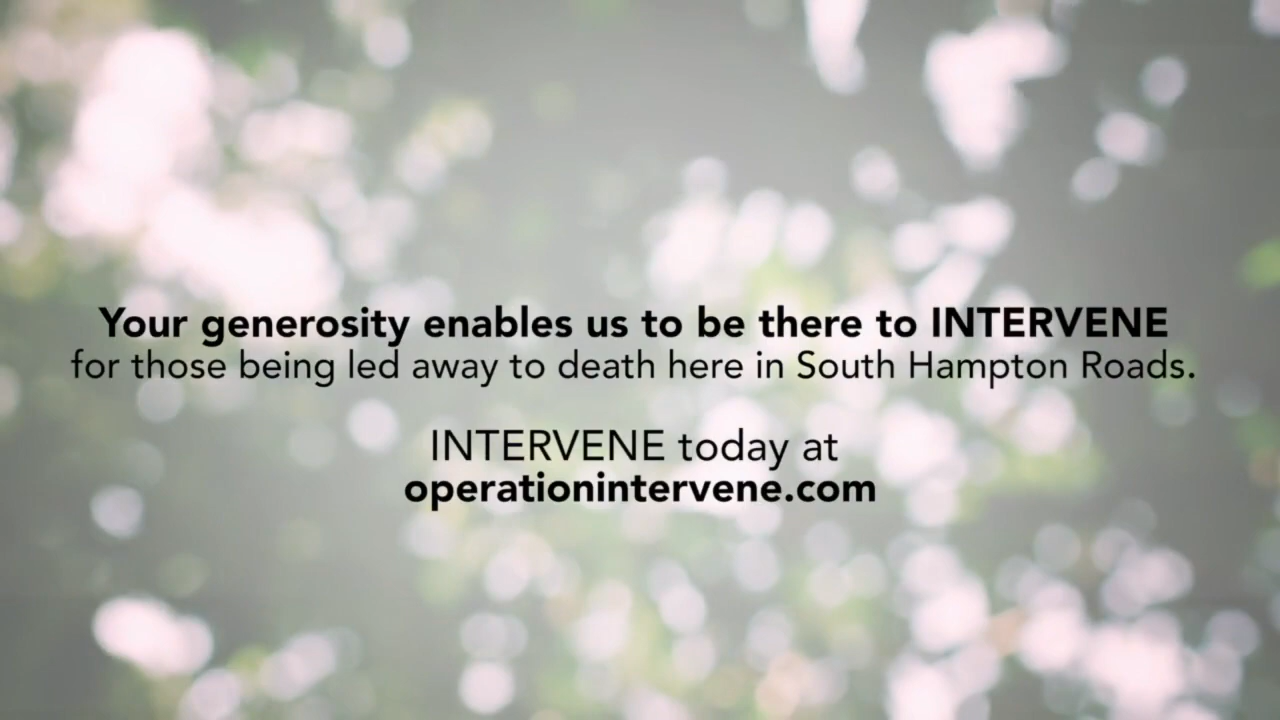 Your generosity enables us to be there to INTERVENE
for those being led away to death here in South Hampton Roads.
INTERVENE today at
operationintervene.com